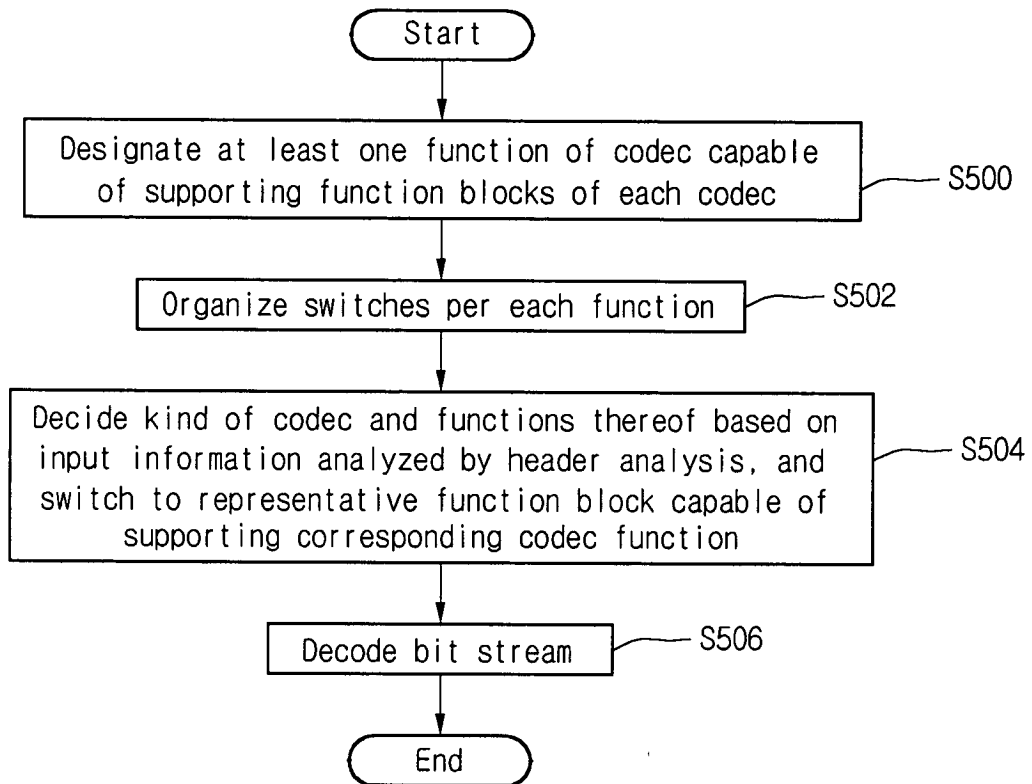 Start
Designate at least one function of codec capable
of supporting function blocks of each codec
S500
Organize switches per each function
S502
Decide kind of codec and functions thereof based on
input information analyzed by header analysis, and
switch to representative function block capable of
supporting corresponding codec function
S504
Decode bit stream
S506
End